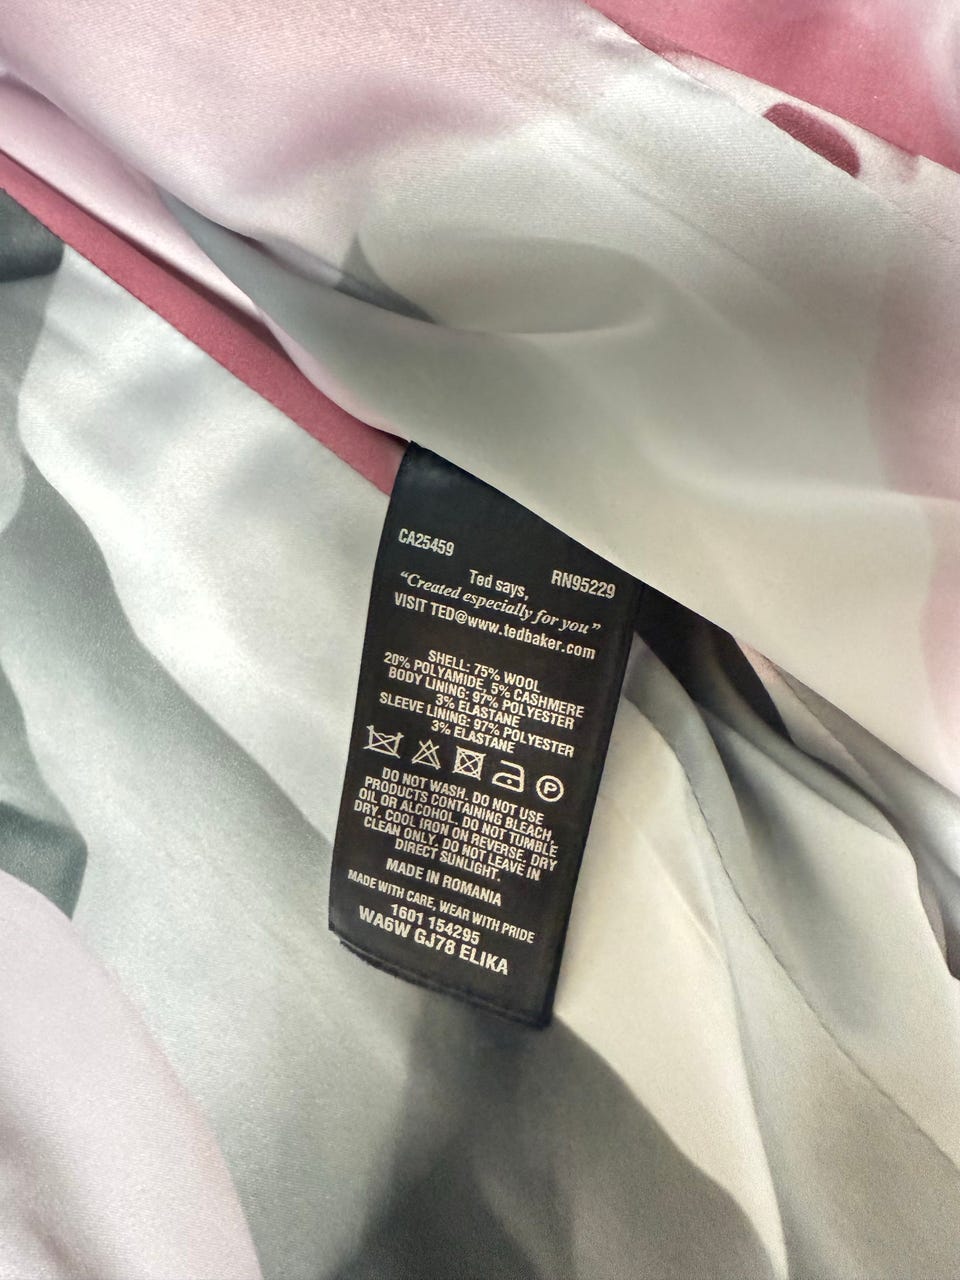 CA25459
RN95229
Ted says,
“Created especially for you”
VISIT TED@www.tedbaker.com
SHELL: 75% WOOL
20% POLYAMIDE, 5% CASHMERE
BODY LINING: 97% POLYESTER
3% ELASTANE
SLEEVE LINING: 97% POLYESTER
3% ELASTANE
P
DO NOT WASH. DO NOT USE
PRODUCTS CONTAINING BLEACH,
OIL OR ALCOHOL. DO NOT TUMBLE
DRY. COOL IRON ON REVERSE. DRY
CLEAN ONLY. DO NOT LEAVE IN
DIRECT SUNLIGHT.
MADE IN ROMANIA
MADE WITH CARE, WEAR WITH PRIDE
1601 154295
WA6W GJ78 ELIKA